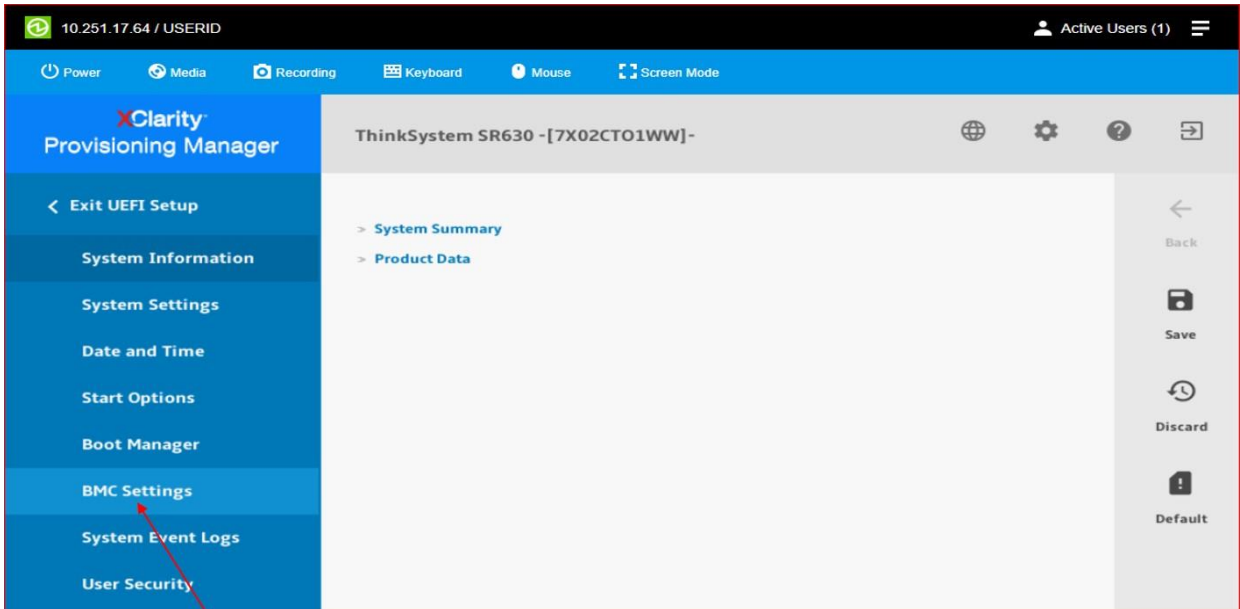 10.251.17.64 / USERID
Active Users (1)
Power Media Recording Keyboard Mouse Screen Mode
XClarity
Provisioning Manager
ThinkSystem SR630 -[7X02CTO1WW]-
Exit UEFI Setup
System Information
System Settings
Date and Time
Start Options
Boot Manager
BMC Settings
System Event Logs
User Security
> System Summary
> Product Data
Back
Save
Discard
Default